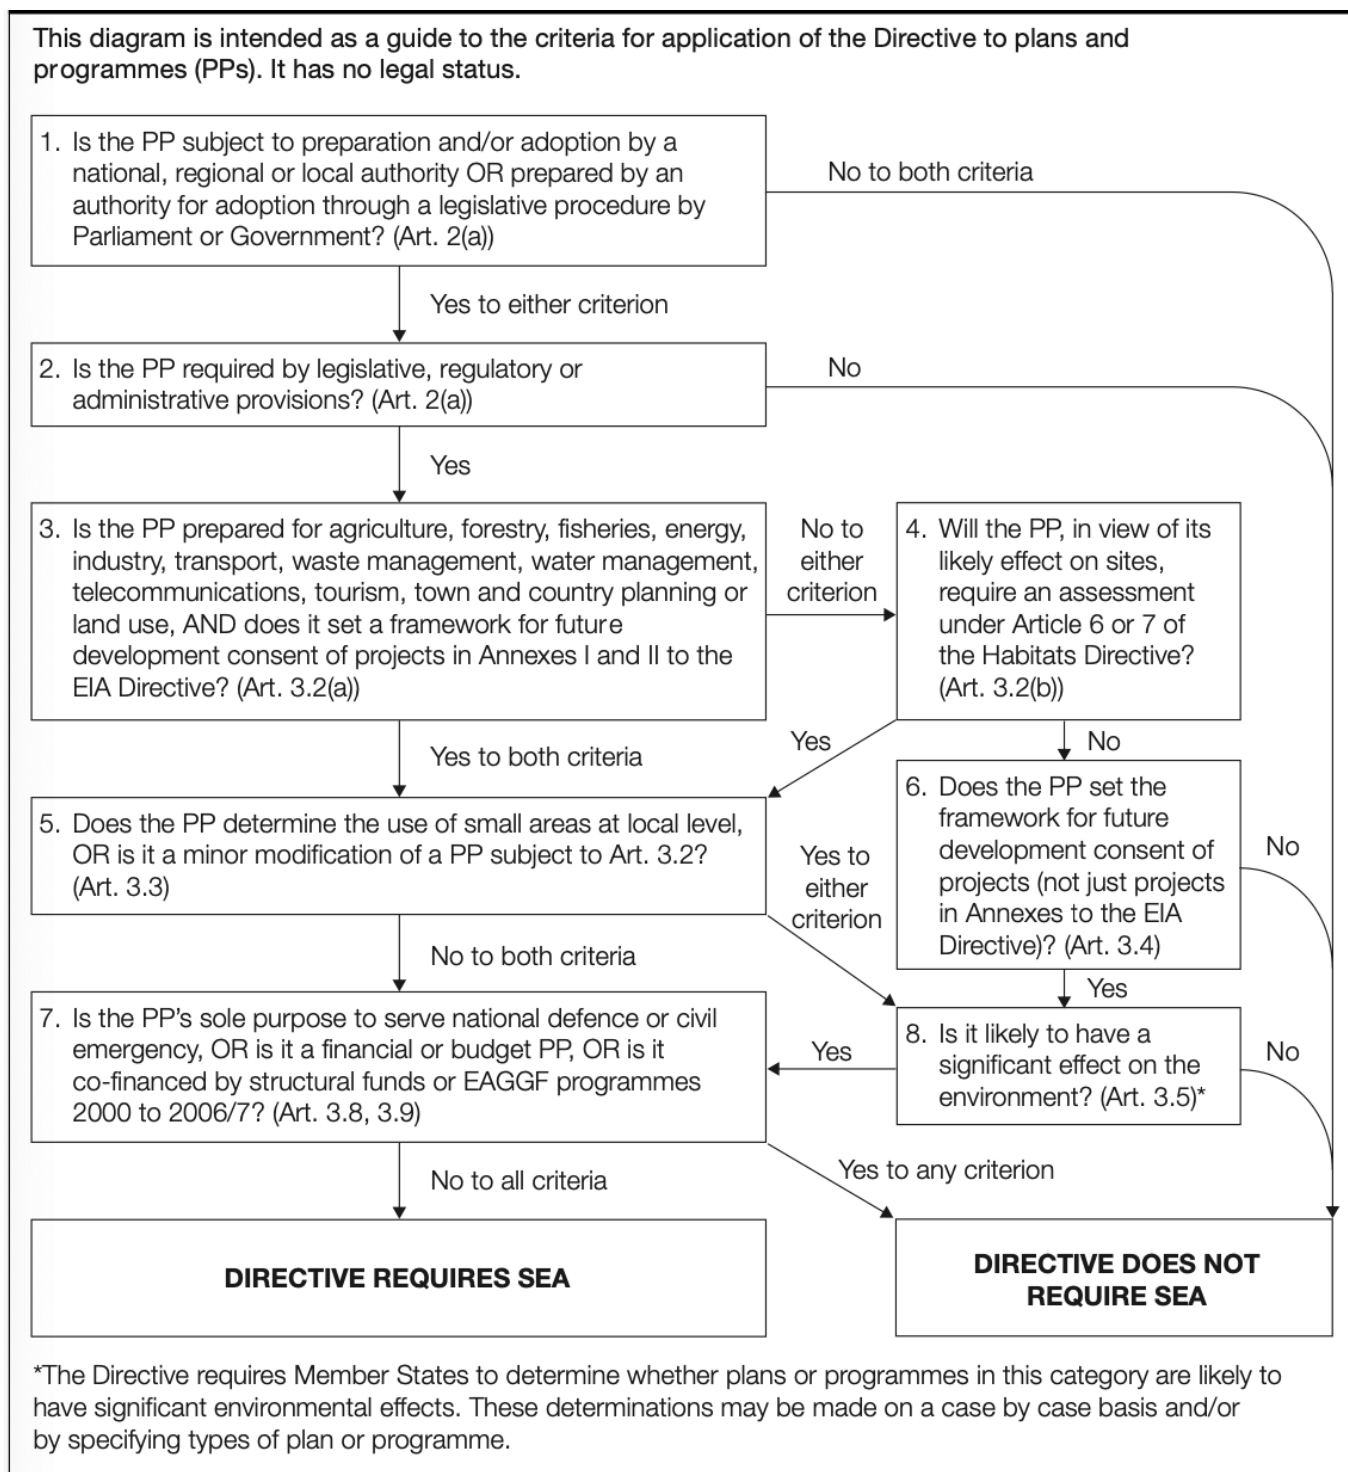 This diagram is intended as a guide to the criteria for application of the Directive to plans and
programmes (PPs). It has no legal status.
1. Is the PP subject to preparation and/or adoption by a
national, regional or local authority OR prepared by an
authority for adoption through a legislative procedure by
Parliament or Government? (Art. 2(a))
No to both criteria
Yes to either criterion
2. Is the PP required by legislative, regulatory or
administrative provisions? (Art. 2(a))
No
Yes
3. Is the PP prepared for agriculture, forestry, fisheries, energy,
industry, transport, waste management, water management,
telecommunications, tourism, town and country planning or
land use, AND does it set a framework for future
development consent of projects in Annexes I and II to the
EIA Directive? (Art. 3.2(a))
No to
either
criterion
4. Will the PP, in view of its
likely effect on sites,
require an assessment
under Article 6 or 7 of
the Habitats Directive?
(Art. 3.2(b))
Yes to both criteria
Yes
No
5. Does the PP determine the use of small areas at local level,
OR is it a minor modification of a PP subject to Art. 3.2?
(Art. 3.3)
Yes to
either
criterion
6. Does the PP set the
framework for future
development consent of
projects (not just projects
in Annexes to the EIA
Directive)? (Art. 3.4)
No
No to both criteria
Yes
7. Is the PP's sole purpose to serve national defence or civil
emergency, OR is it a financial or budget PP, OR is it
co-financed by structural funds or EAGGF programmes
2000 to 2006/7? (Art. 3.8, 3.9)
Yes
8. Is it likely to have a
significant effect on the
environment? (Art. 3.5)*
No
No to all criteria
Yes to any criterion
DIRECTIVE REQUIRES SEA
DIRECTIVE DOES NOT
REQUIRE SEA
*The Directive requires Member States to determine whether plans or programmes in this category are likely to
have significant environmental effects. These determinations may be made on a case by case basis and/or
by specifying types of plan or programme.